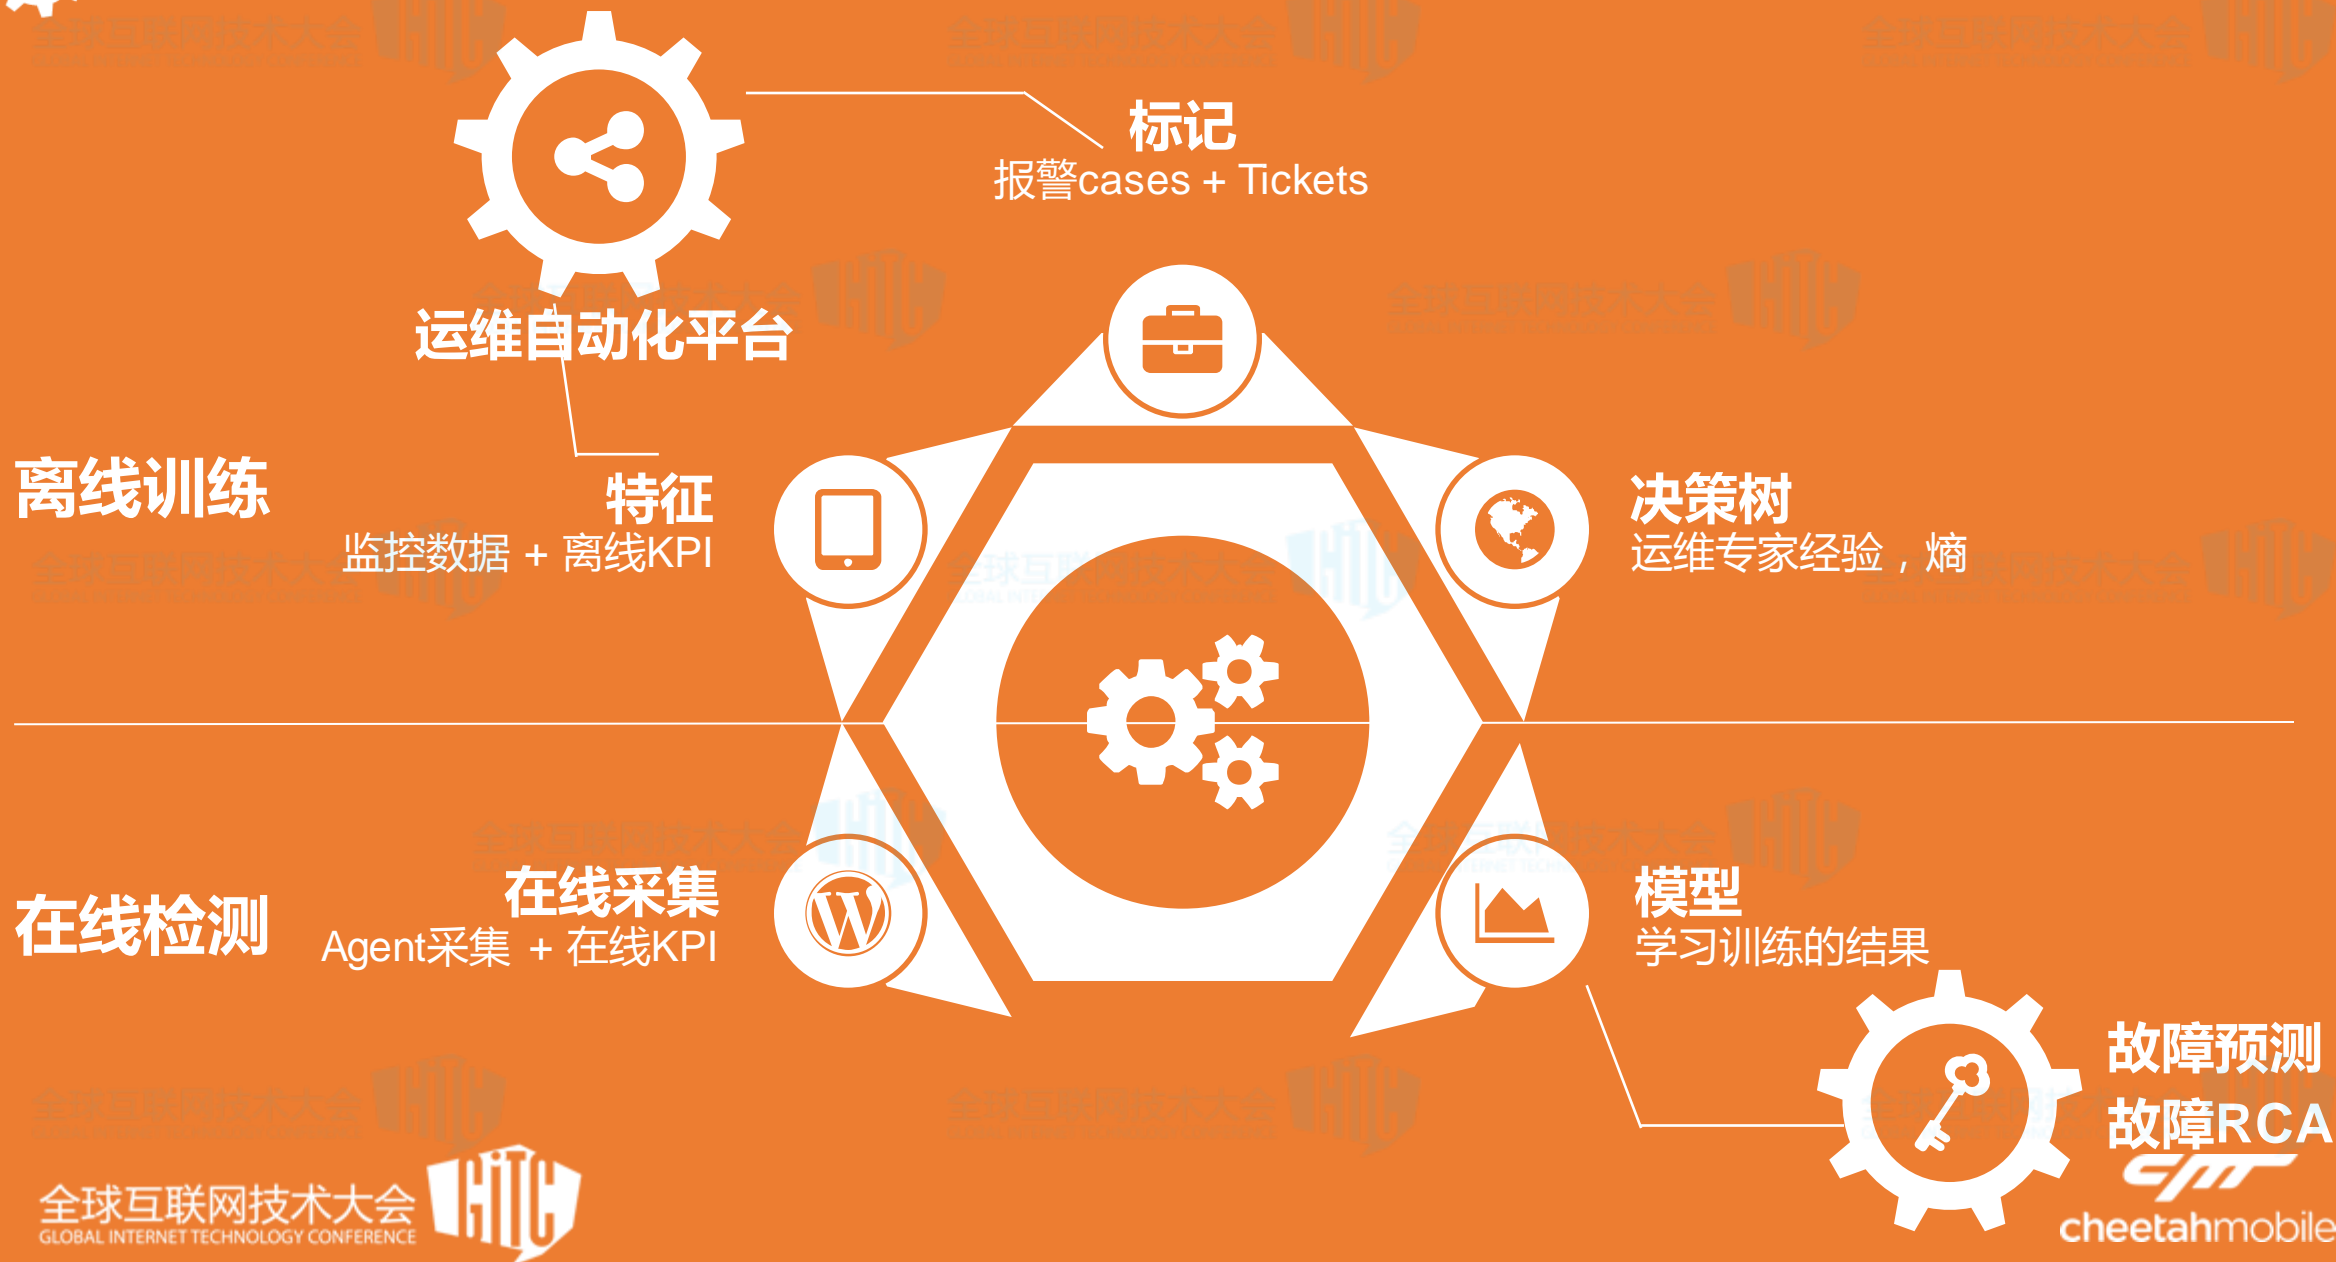 标记
报警cases + Tickets
运维自动化平台
离线训练
特征
监控数据 + 离线KPI
决策树
运维专家经验，熵
在线检测
在线采集
Agent采集 + 在线KPI
模型
学习训练的结果
故障预测
故障RCA
全球互联网技术大会
GLOBAL INTERNET TECHNOLOGY CONFERENCE
GITC
cm
cheetahmobile